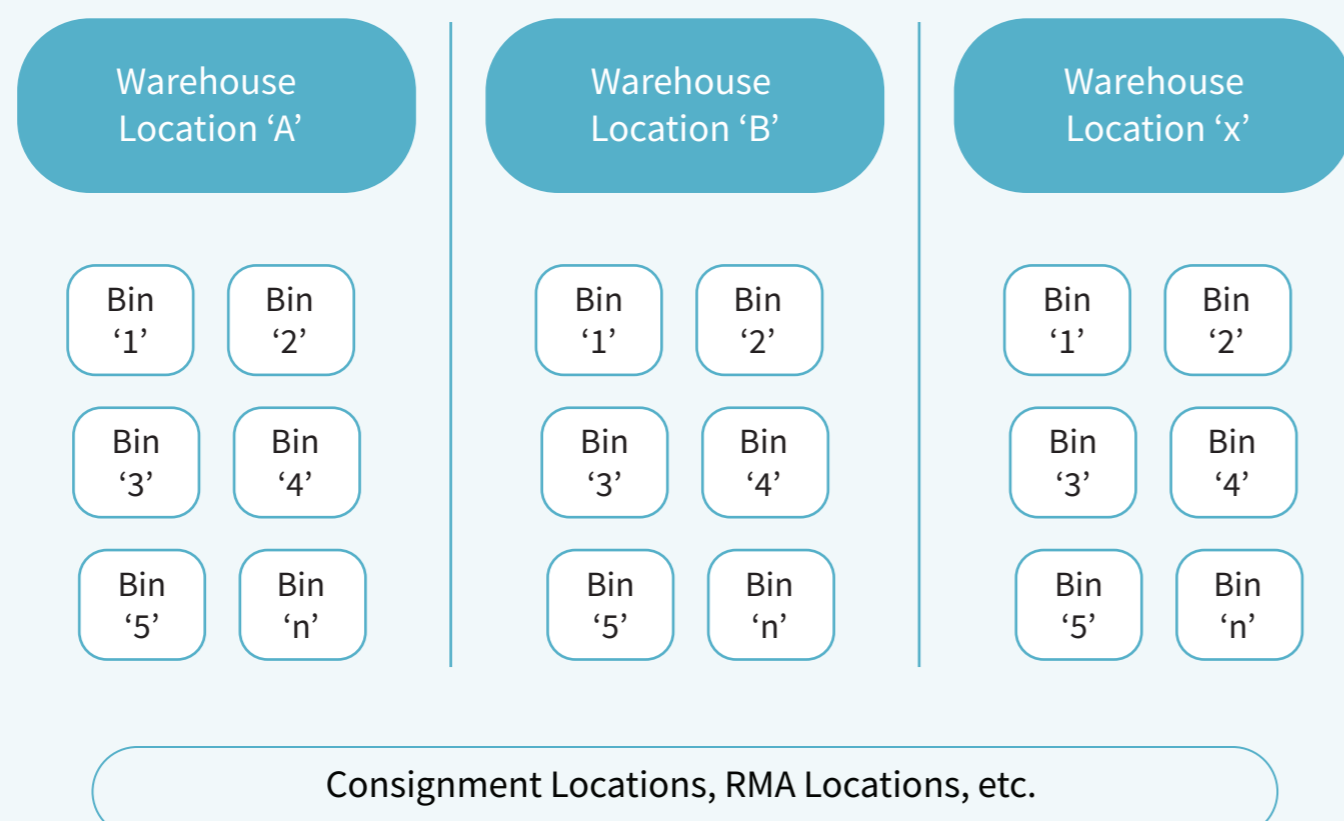 Warehouse
Location ‘A’
Warehouse
Location ‘B’
Warehouse
Location ‘x’
Bin
‘1’
Bin
‘2’
Bin
‘3’
Bin
‘4’
Bin
‘5’
Bin
‘n’
Bin
‘1’
Bin
‘2’
Bin
‘3’
Bin
‘4’
Bin
‘5’
Bin
‘n’
Bin
‘1’
Bin
‘2’
Bin
‘3’
Bin
‘4’
Bin
‘5’
Bin
‘n’
Consignment Locations, RMA Locations, etc.